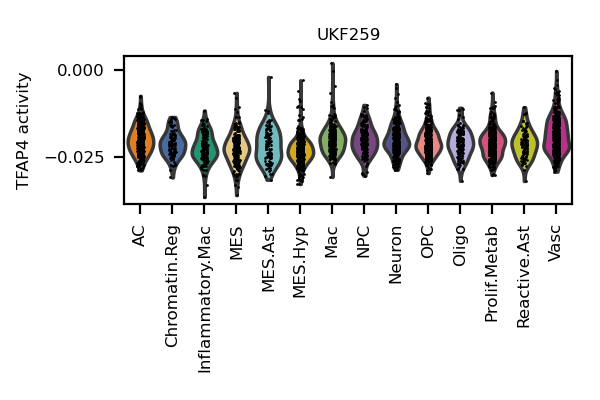 UKF259
TFAP4 activity
0.000
−0.025
AC
Chromatin.Reg
Inflammatory.Mac
MES
MES.Ast
MES.Hyp
Mac
NPC
Neuron
OPC
Oligo
Prolif.Metab
Reactive.Ast
Vasc